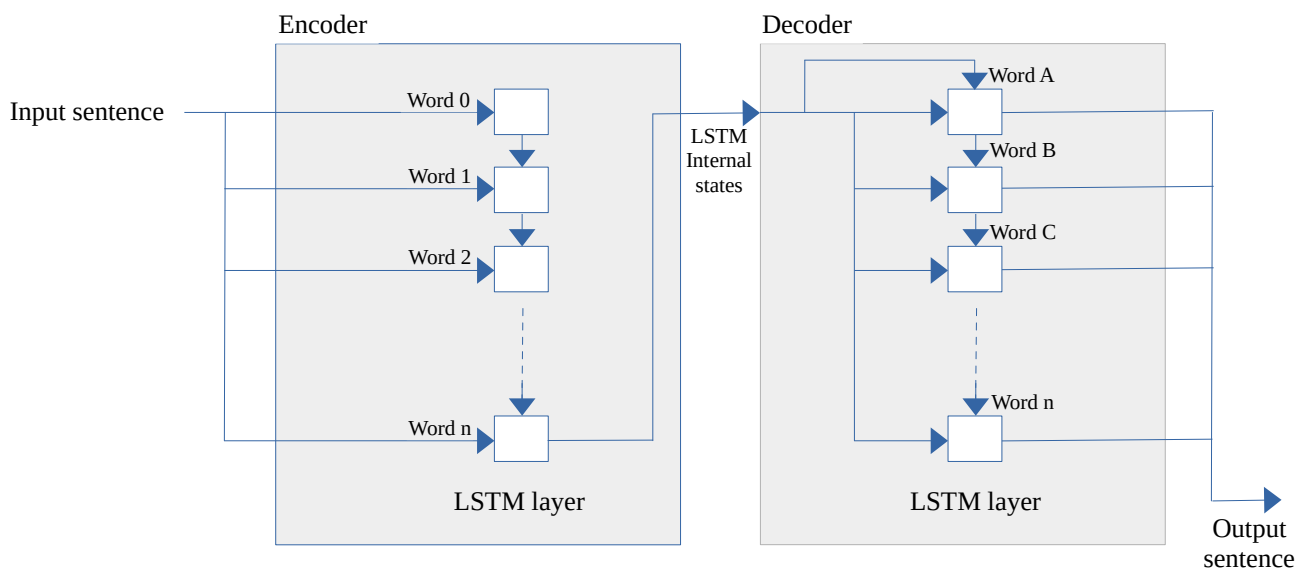 Encoder
Decoder
Input sentence
Word 0
Word 1
Word 2
Word n
LSTM layer
LSTM
Internal
states
Word A
Word B
Word C
Word n
LSTM layer
Output
sentence